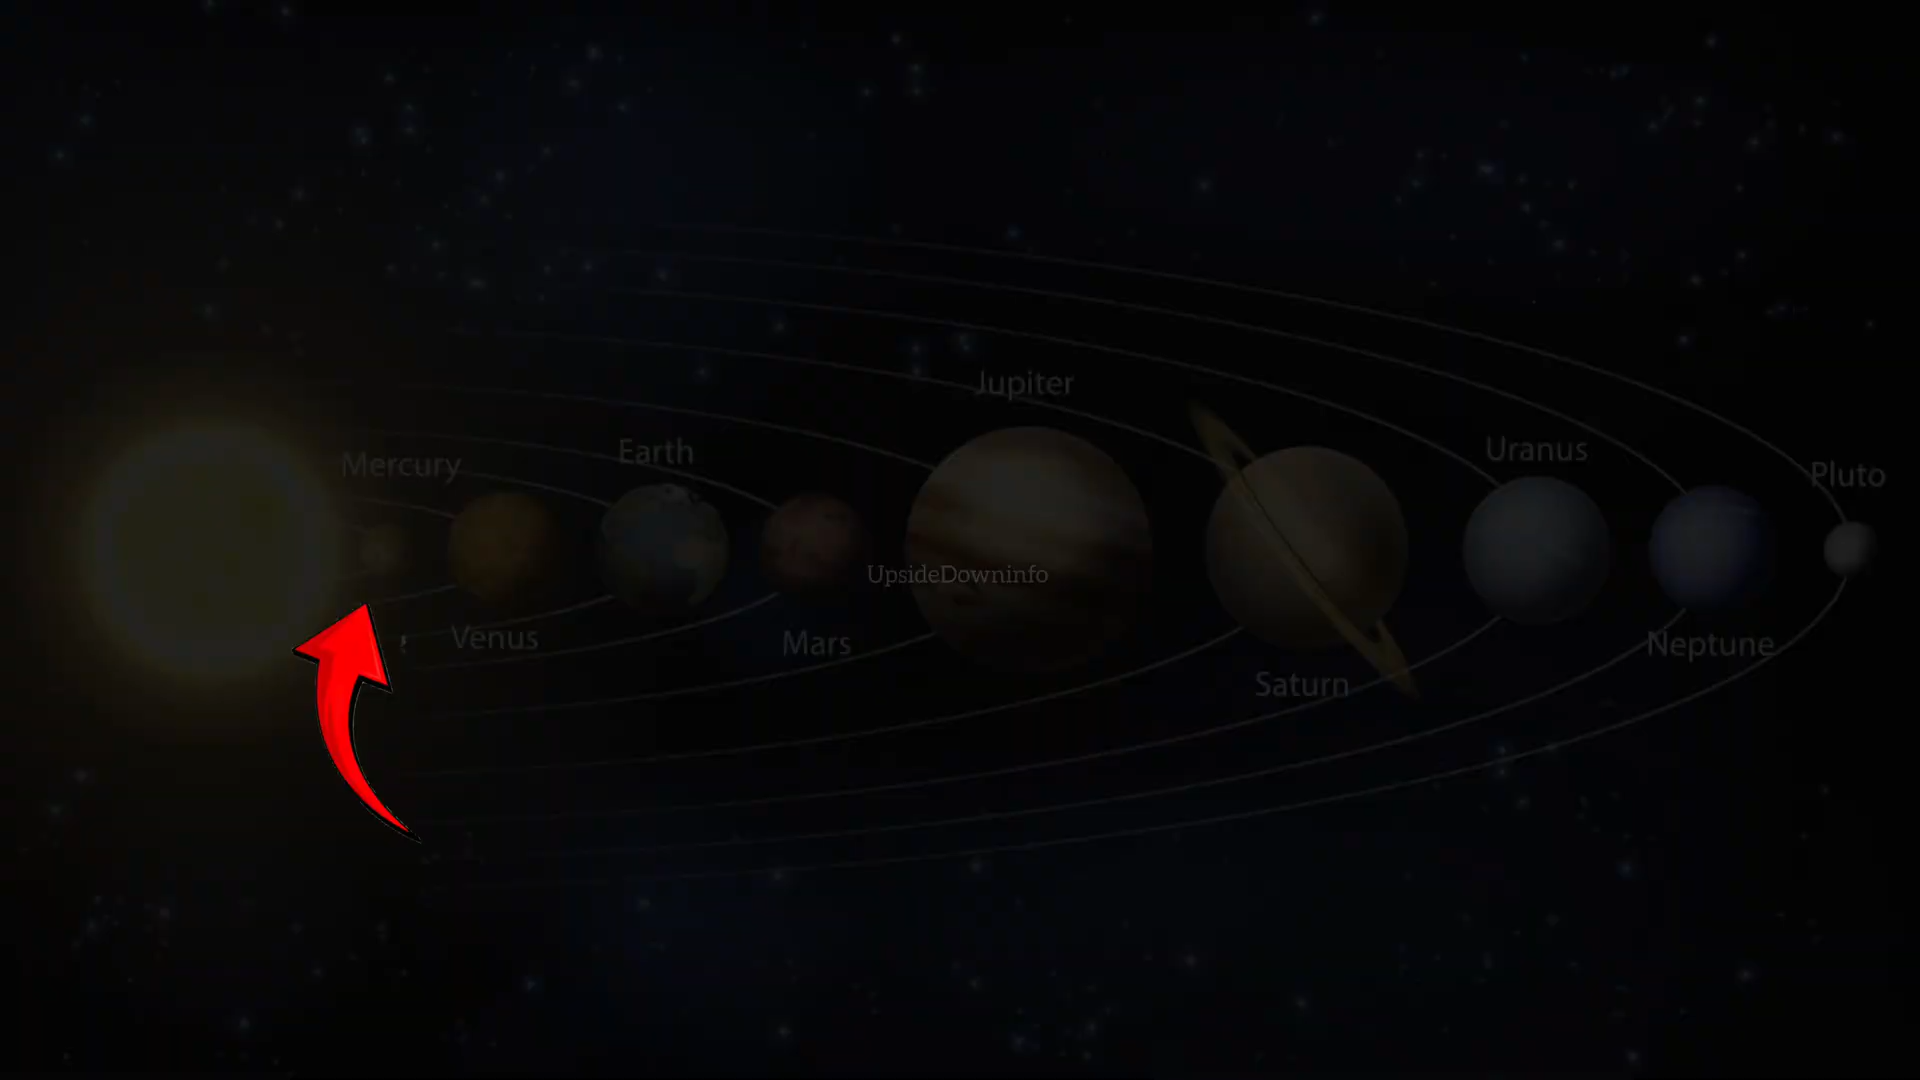 Jupiter
Mercury
Earth
Uranus
Pluto
UpsideDowninfo
Venus
Mars
Neptune
Saturn